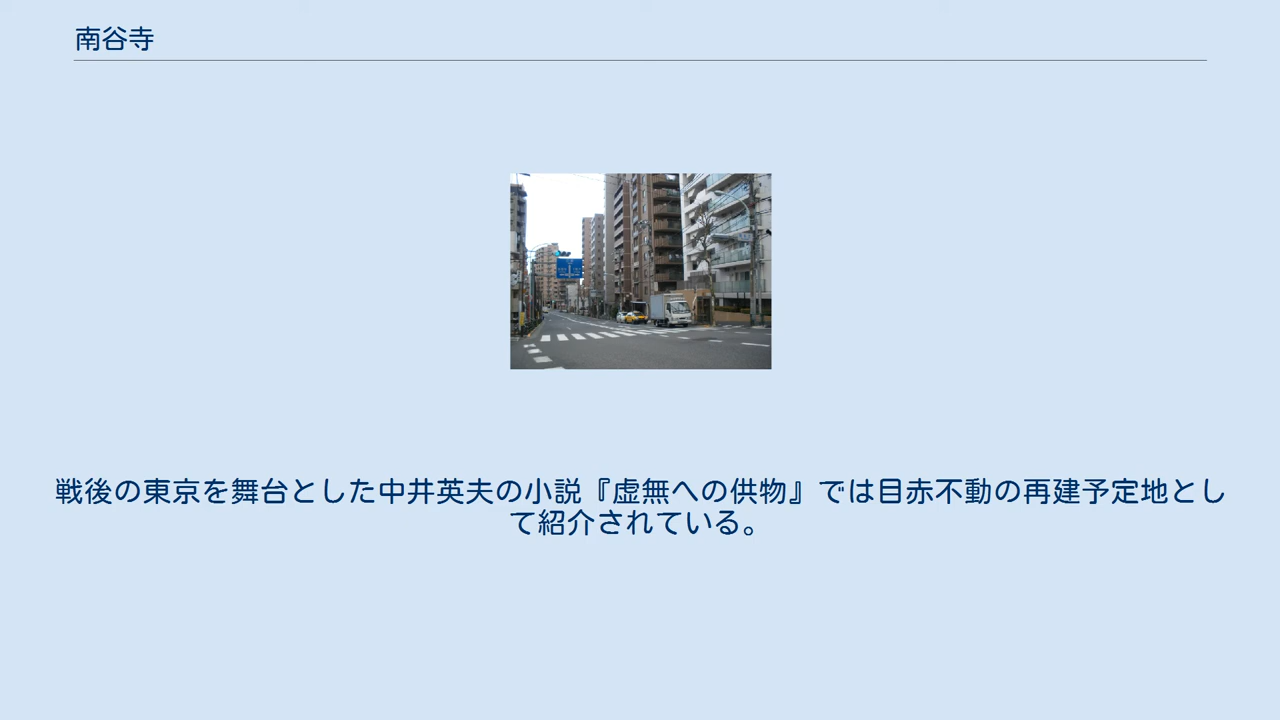 南谷寺
戦後の東京を舞台とした中井英夫の小説『虚無への供物』では目赤不動の再建予定地とし
て紹介されている。